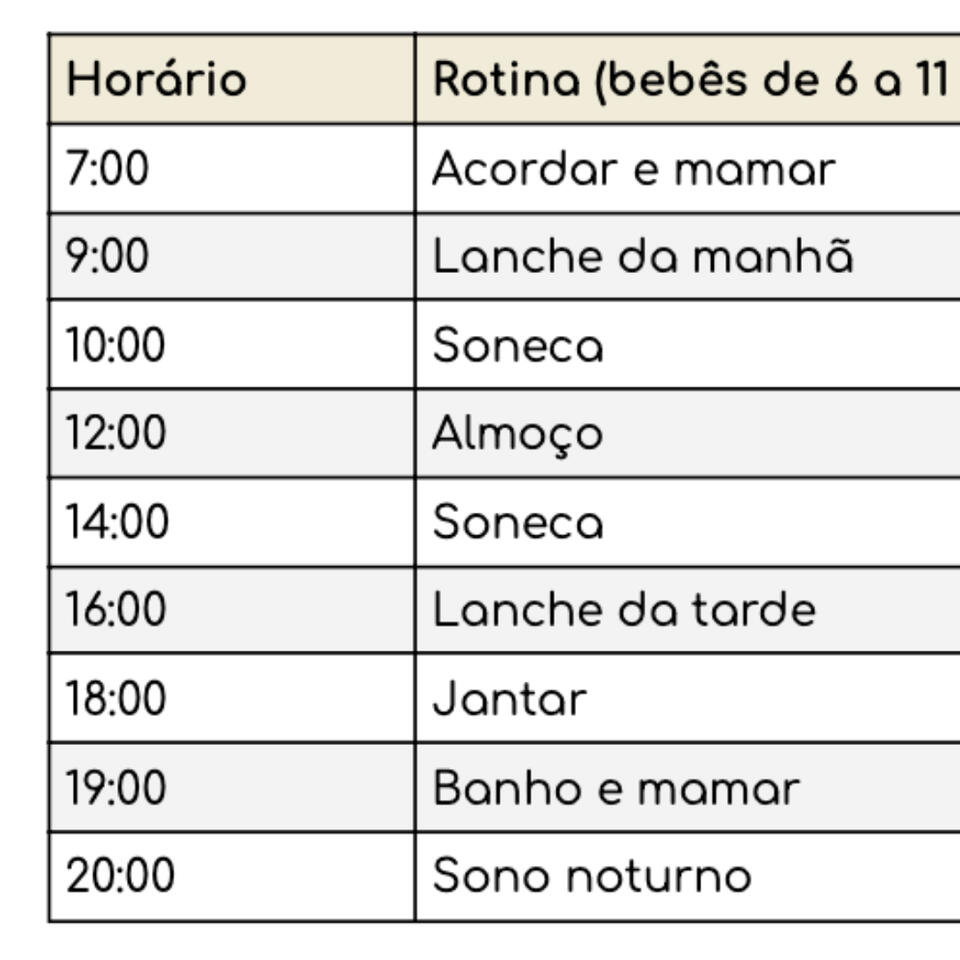 Horário Rotina (bebês de 6 a 11
7:00 Acordar e mamar
9:00 Lanche da manhã
10:00 Soneca
12:00 Almoço
14:00 Soneca
16:00 Lanche da tarde
18:00 Jantar
19:00 Banho e mamar
20:00 Sono noturno